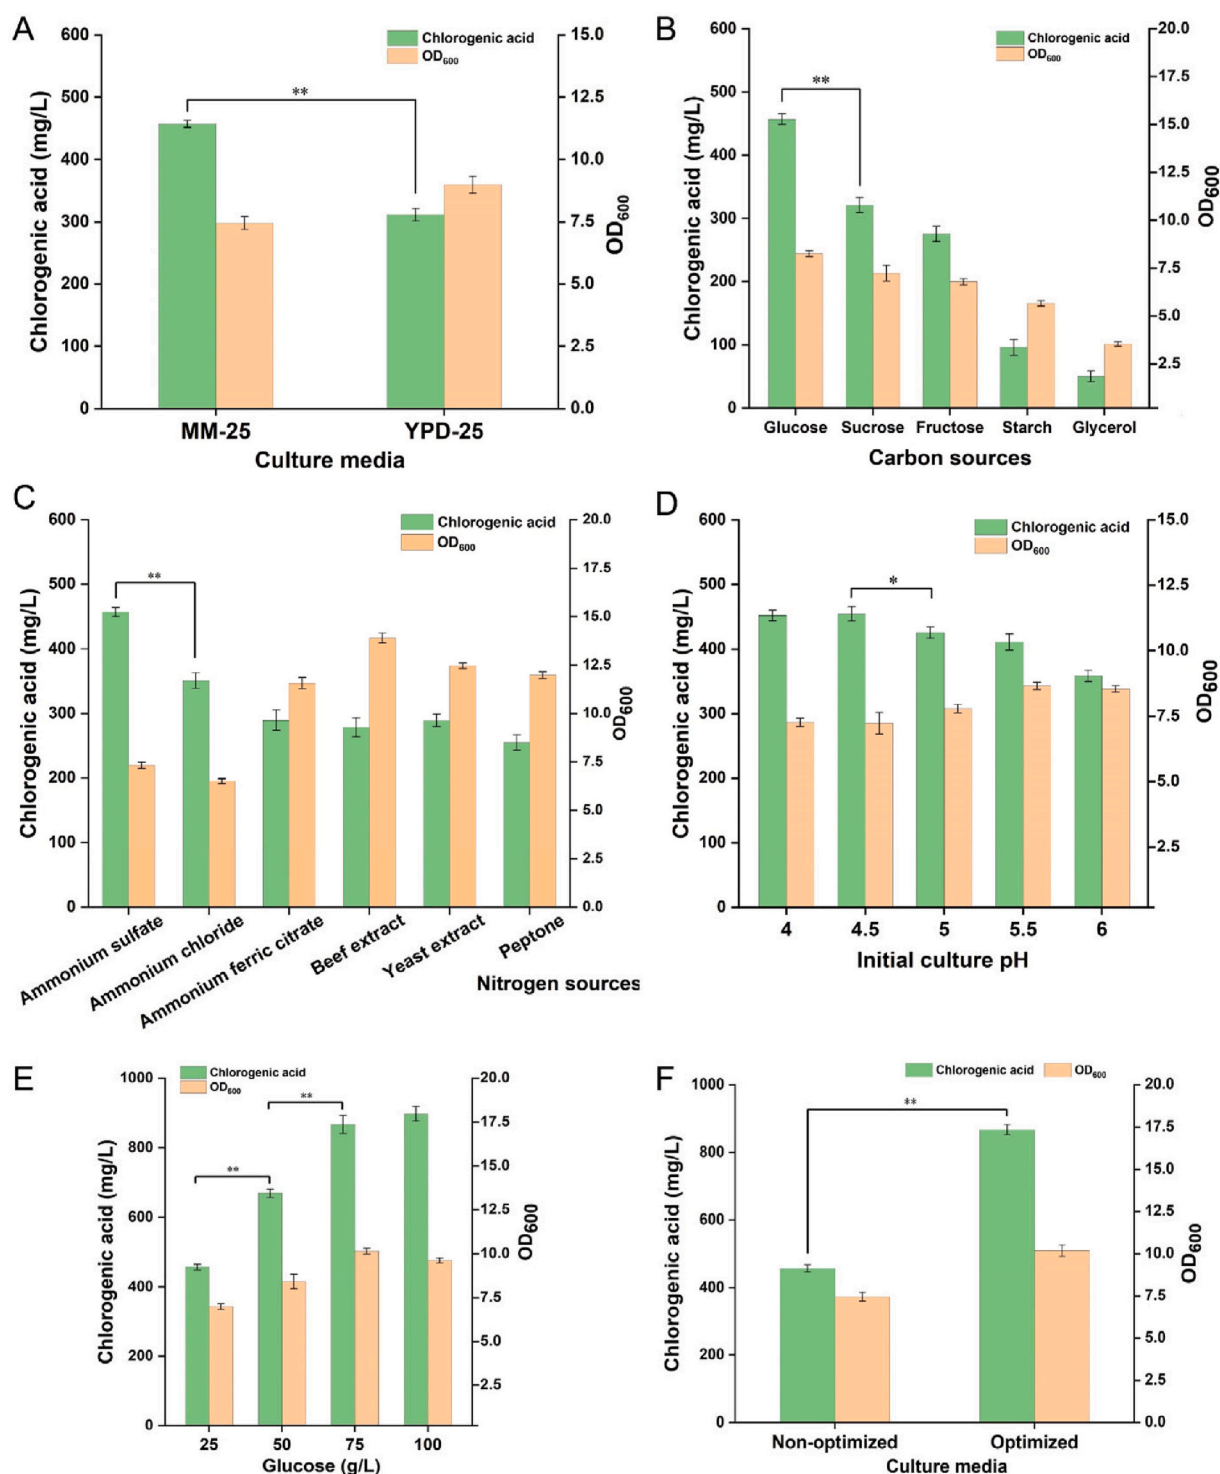 A
Chlorogenic acid
OD600
600
500
400
300
200
100
0
Chlorogenic acid (mg/L)
**
15.0
12.5
10.0
7.5
5.0
2.5
0.0
OD600
MM-25 YPD-25
Culture media
B
Chlorogenic acid
OD600
600
500
400
300
200
100
0
Chlorogenic acid (mg/L)
**
20.0
17.5
15.0
12.5
10.0
7.5
5.0
2.5
OD600
Glucose Sucrose Fructose Starch Glycerol
Carbon sources
C
Chlorogenic acid
OD600
600
500
400
300
200
100
0
Chlorogenic acid (mg/L)
**
20.0
17.5
15.0
12.5
10.0
7.5
5.0
2.5
0.0
OD600
Ammonium sulfate
Ammonium chloride
Ammonium ferric citrate
Beef extract
Yeast extract
Peptone
Nitrogen sources
D
Chlorogenic acid
OD600
600
500
400
300
200
100
0
Chlorogenic acid (mg/L)
*
15.0
12.5
10.0
7.5
5.0
2.5
OD600
4 4.5 5 5.5 6
Initial culture pH
E
Chlorogenic acid
OD600
1000
800
600
400
200
0
Chlorogenic acid (mg/L)
**
**
20.0
17.5
15.0
12.5
10.0
7.5
5.0
2.5
OD600
25 50 75 100
Glucose (g/L)
F
Chlorogenic acid OD600
1000
800
600
400
200
0
Chlorogenic acid (mg/L)
**
20.0
17.5
15.0
12.5
10.0
7.5
5.0
2.5
0.0
OD600
Non-optimized Optimized
Culture media